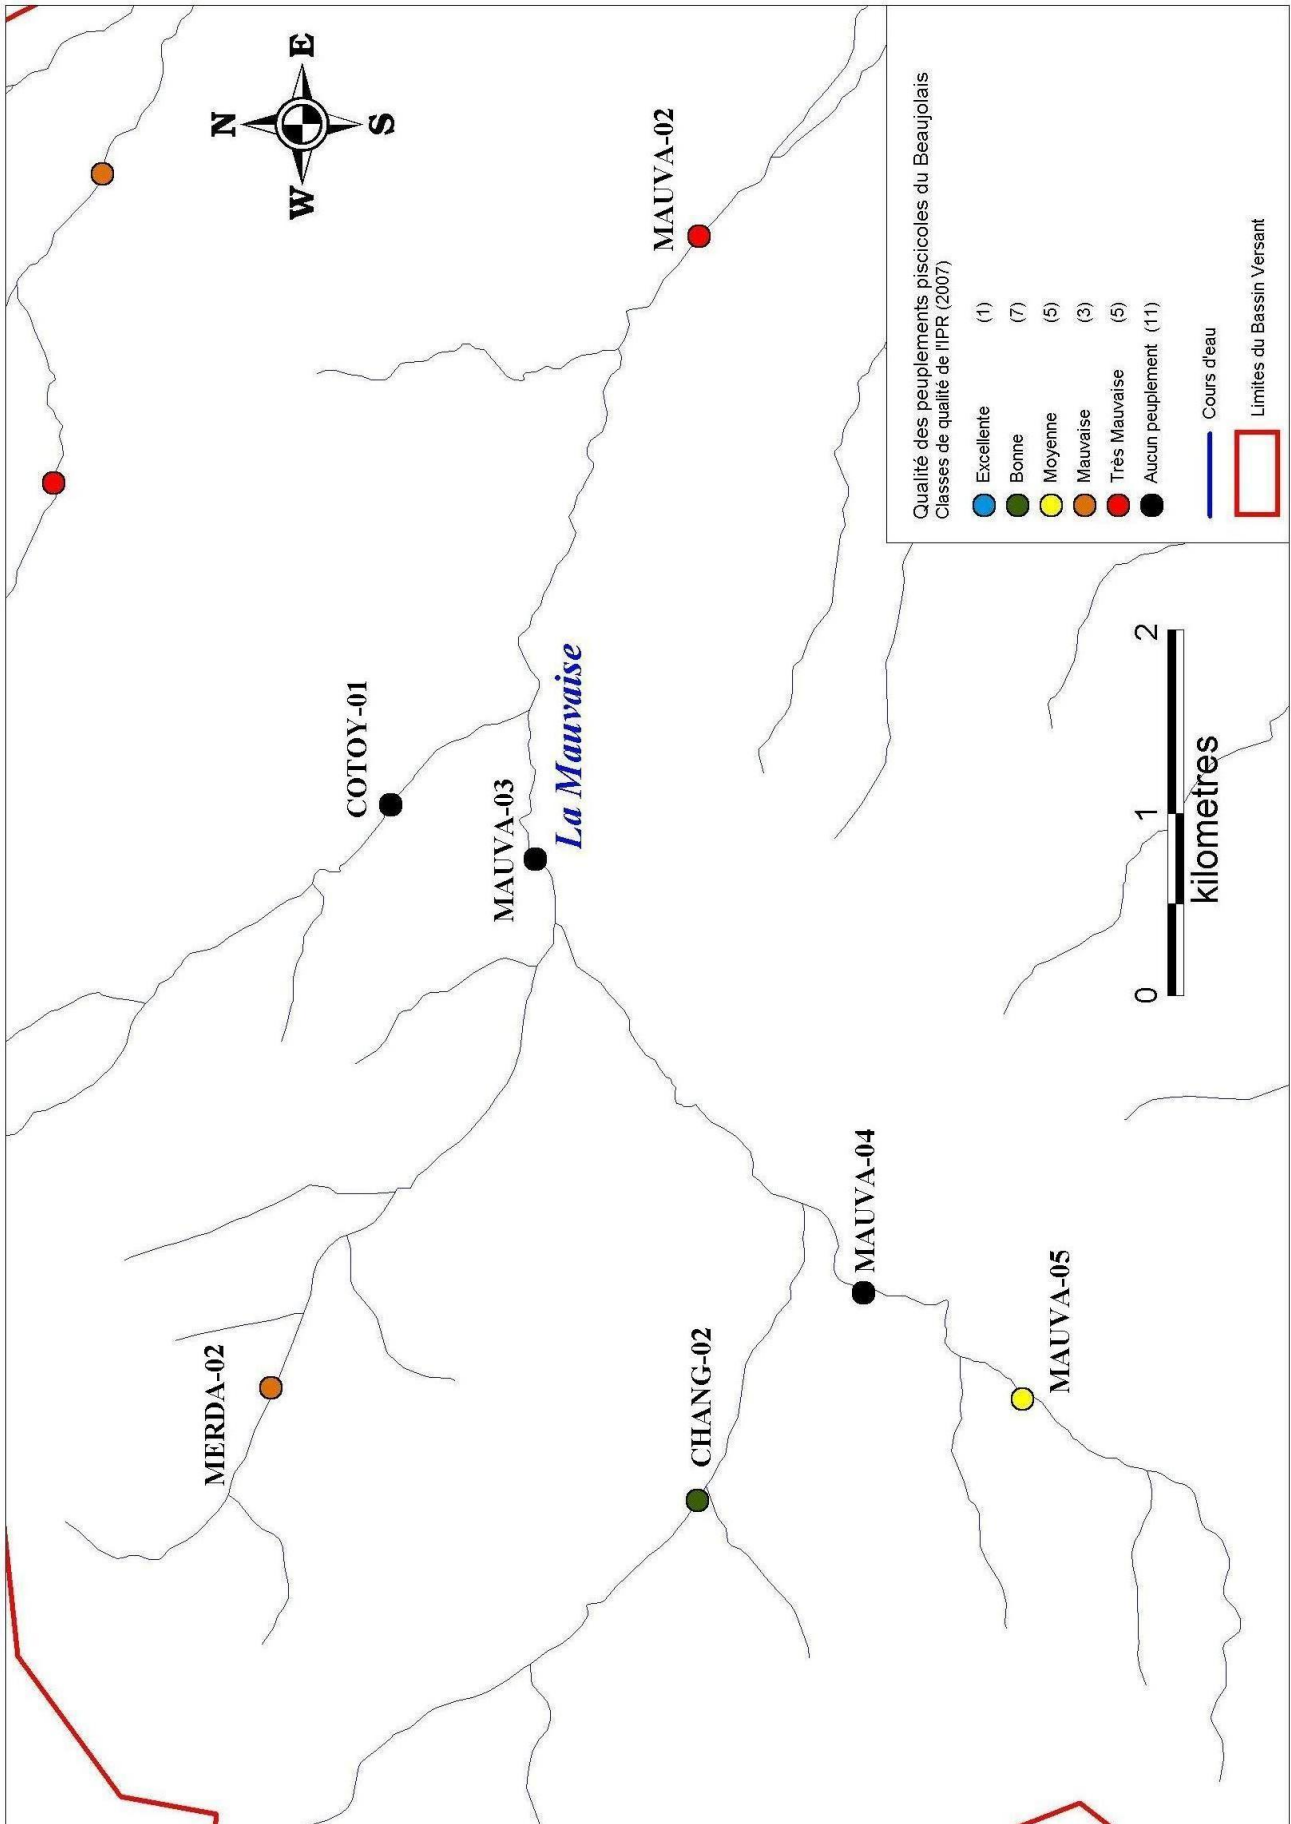 N
W
E
S
MERDA-02
COTOY-01
MAUVA-03
La Mauvaise
MAUVA-02
CHANG-02
MAUVA-04
MAUVA-05
0 1 2
kilometres
Qualité des peuplements piscicoles du Beaujolais
Classes de qualité de l'IPR (2007)
Excellente (1)
Bonne (7)
Moyenne (5)
Mauvaise (3)
Très Mauvaise (5)
Aucun peuplement (11)
Cours d'eau
Limites du Bassin Versant